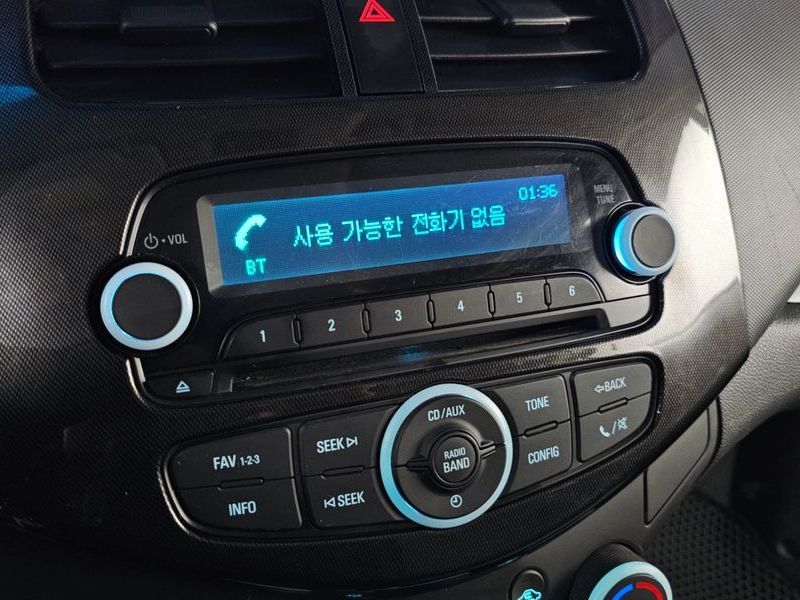 01:36
MENU
TUNE
사용 가능한 전화기 없음
BT
VOL
1 2 3 4 5 6
CD/AUX
TONE
BACK
FAV 1-2-3
SEEK
RADIO
BAND
CONFIG
INFO
SEEK